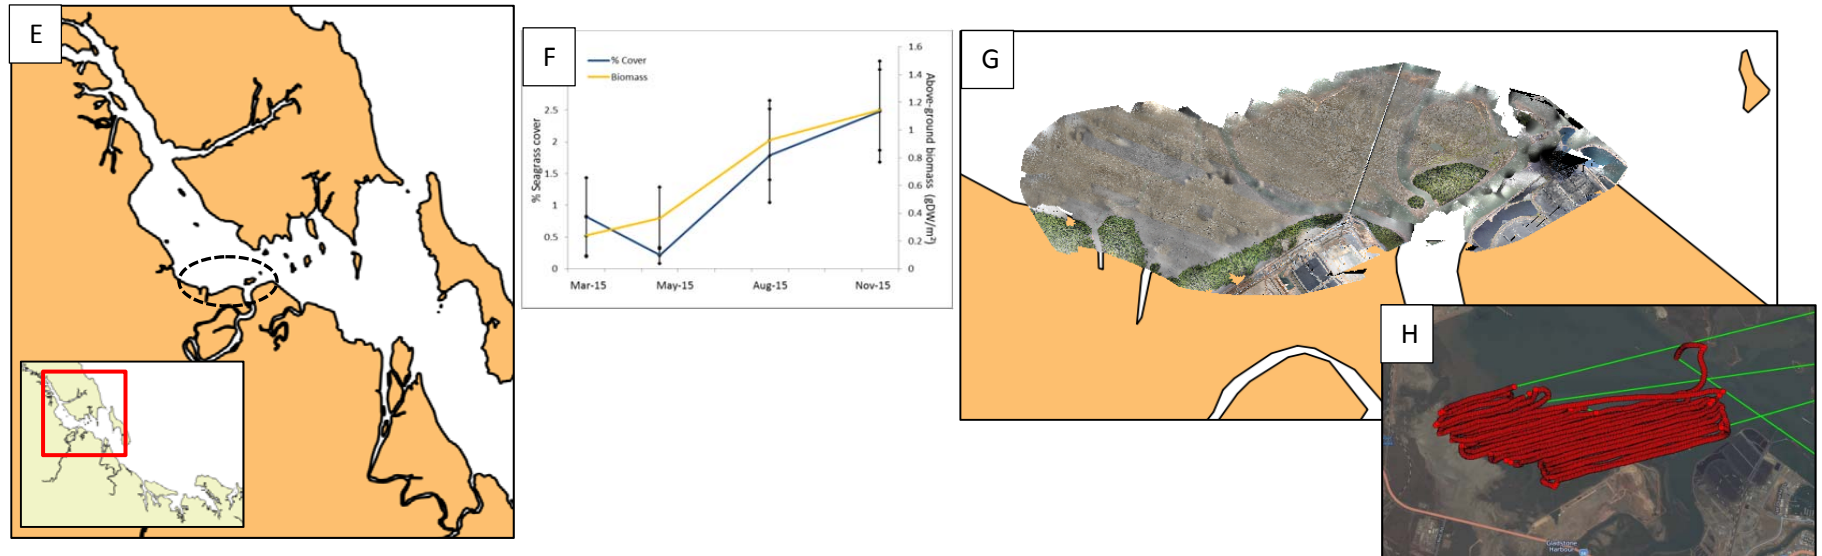 E
F
% Cover
Biomass
% Seagrass cover
2.5
2
1.5
1
0.5
0
1.6
1.4
1.2
1
0.8
0.6
0.4
0.2
0
Above-ground biomass (gDW/m²)
Mar-15
May-15
Aug-15
Nov-15
G
H
Gladstone
Harbour